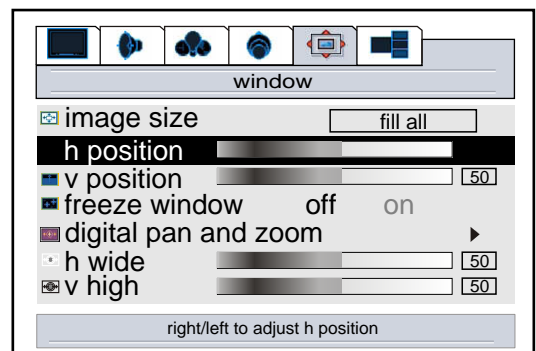 window
image size fill all
h position
v position 50
freeze window off on
digital pan and zoom
h wide 50
v high 50
right/left to adjust h position